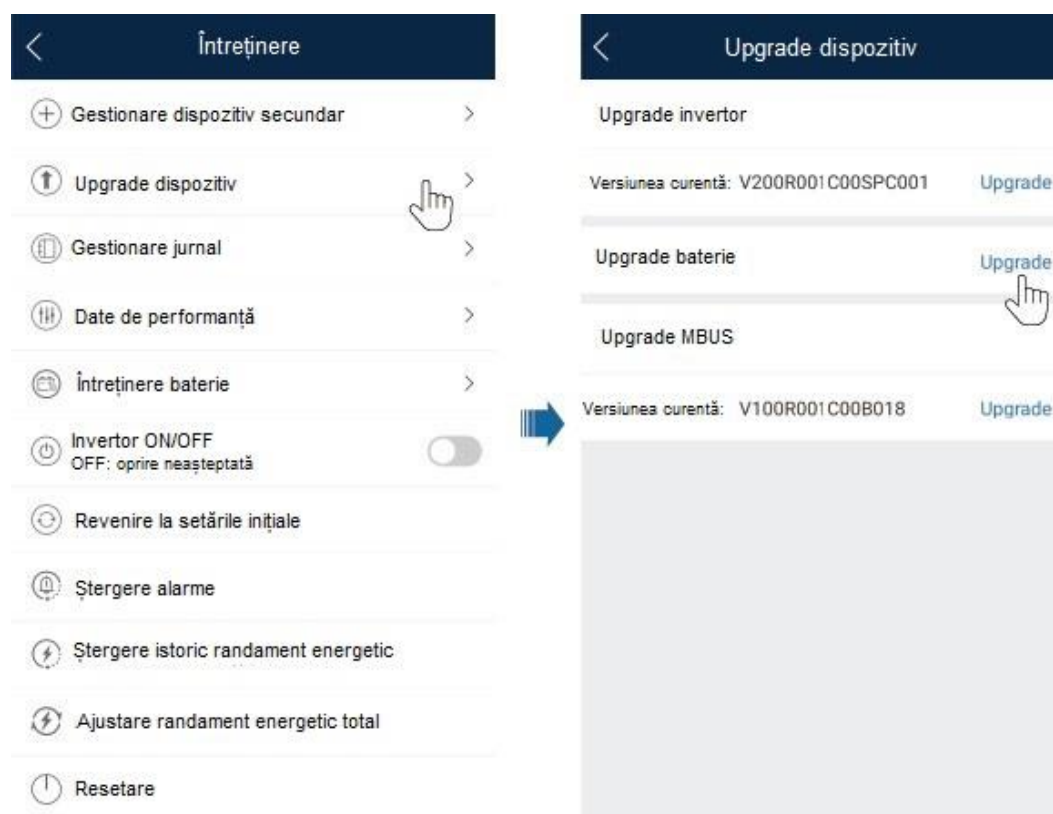 Întreținere
Gestionare dispozitiv secundar
Upgrade dispozitiv
Gestionare jurnal
Date de performanță
Întreținere baterie
Invertor ON/OFF
OFF: oprire neașteptată
Revenire la setările inițiale
Ștergere alarme
Ștergere istoric randament energetic
Ajustare randament energetic total
Resetare
Upgrade dispozitiv
Upgrade invertor
Versiunea curentă: V200R001C00SPC001 Upgrade
Upgrade baterie Upgrade
Upgrade MBUS
Versiunea curentă: V100R001C00B018 Upgrade